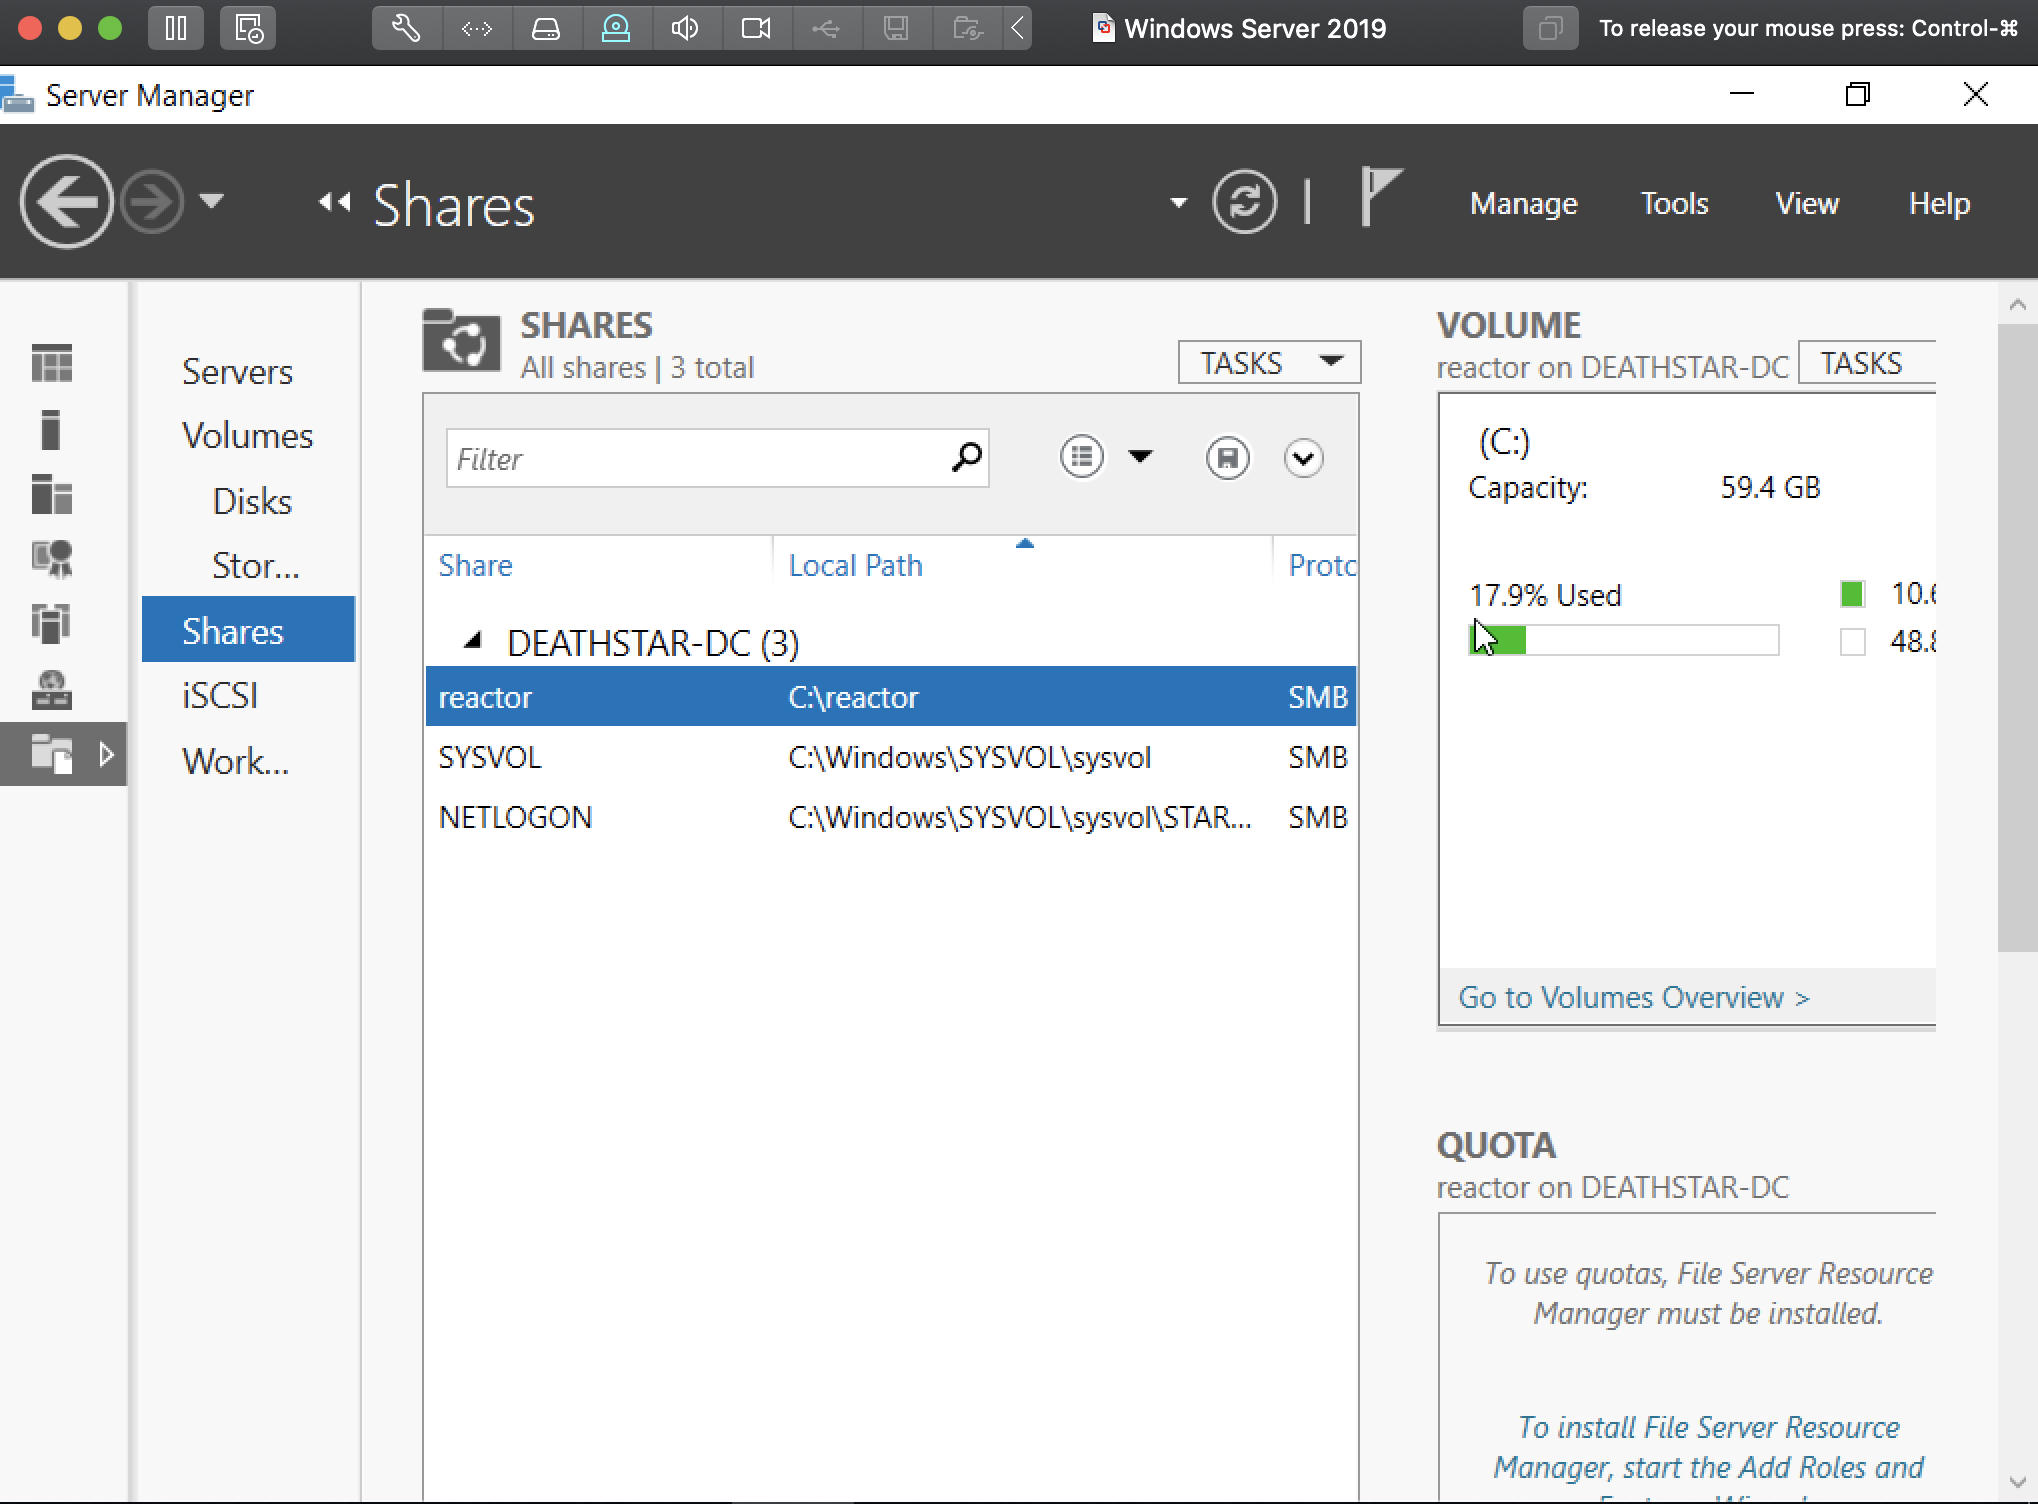 Windows Server 2019
To release your mouse press: Control-⌘
Server Manager
Shares
Manage
Tools
View
Help
Servers
Volumes
Disks
Stor...
Shares
iSCSI
Work...
SHARES
All shares | 3 total
TASKS
Filter
Share
Local Path
Proto
DEATHSTAR-DC (3)
reactor C:\reactor SMB
SYSVOL C:\Windows\SYSVOL\sysvol SMB
NETLOGON C:\Windows\SYSVOL\sysvol\STAR... SMB
VOLUME
reactor on DEATHSTAR-DC
TASKS
(C:)
Capacity: 59.4 GB
17.9% Used
10.6
48.8
Go to Volumes Overview >
QUOTA
reactor on DEATHSTAR-DC
To use quotas, File Server Resource
Manager must be installed.
To install File Server Resource
Manager, start the Add Roles and